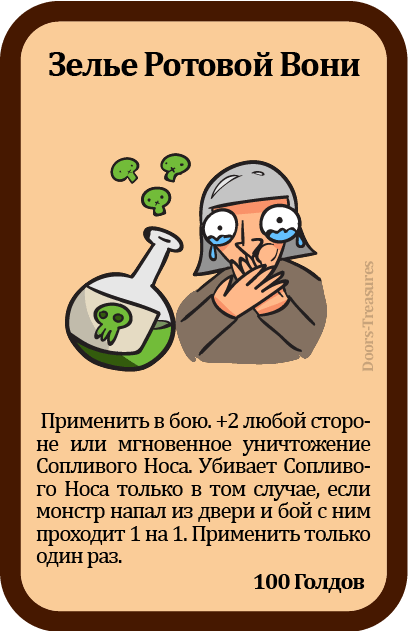 Зелье Ротовой Вони
Doors-Treasures
Применить в бою. +2 любой сторо-
не или мгновенное уничтожение
Сопливого Носа. Убивает Сопливо-
го Носа только в том случае, если
монстр напал из двери и бой с ним
проходит 1 на 1. Применить только
один раз.
100 Голдов